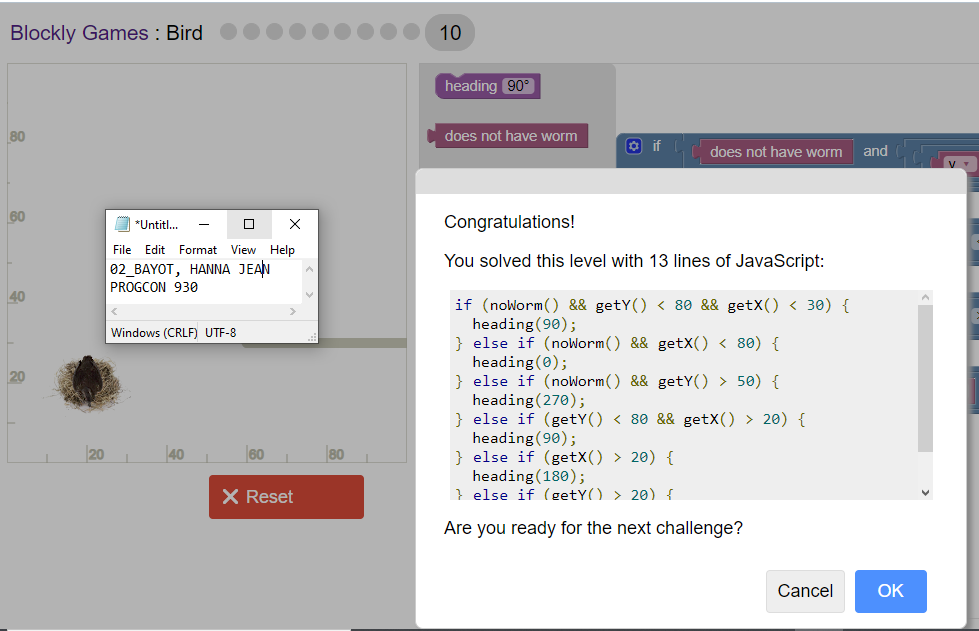 Blockly Games : Bird 10
heading 90°
does not have worm
if does not have worm and y
80
60
40
20
20 40 60 80
*Untitl...
File Edit Format View Help
02_BAYOT, HANNA JEAN
PROGCON 930
Windows (CRLF) UTF-8
Reset
Congratulations!
You solved this level with 13 lines of JavaScript:
if (noWorm() && getY() < 80 && getX() < 30) {
heading(90);
} else if (noWorm() && getX() < 80) {
heading(0);
} else if (noWorm() && getY() > 50) {
heading(270);
} else if (getY() < 80 && getX() > 20) {
heading(90);
} else if (getX() > 20) {
heading(180);
} else if (getY() > 20) {
Are you ready for the next challenge?
Cancel OK